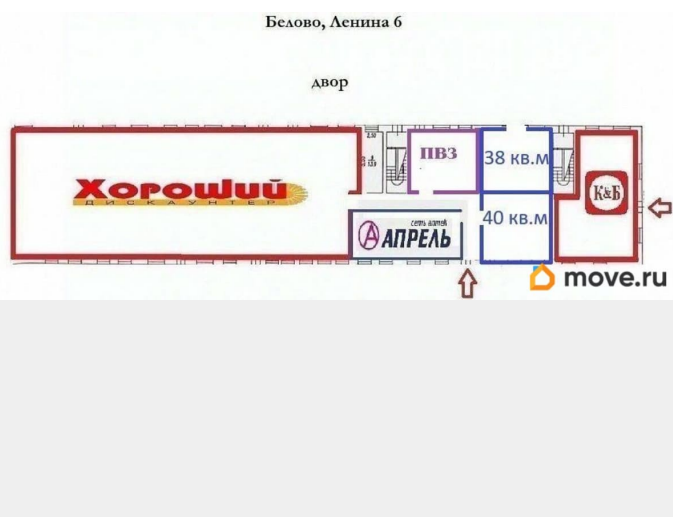 Белово, Ленина 6
двор
ПВЗ
38 кв.м
Хороший
ДИСКАУНТЕР
К&Б
40 кв.м
сеть аптек
А АПРЕЛЬ
move.ru